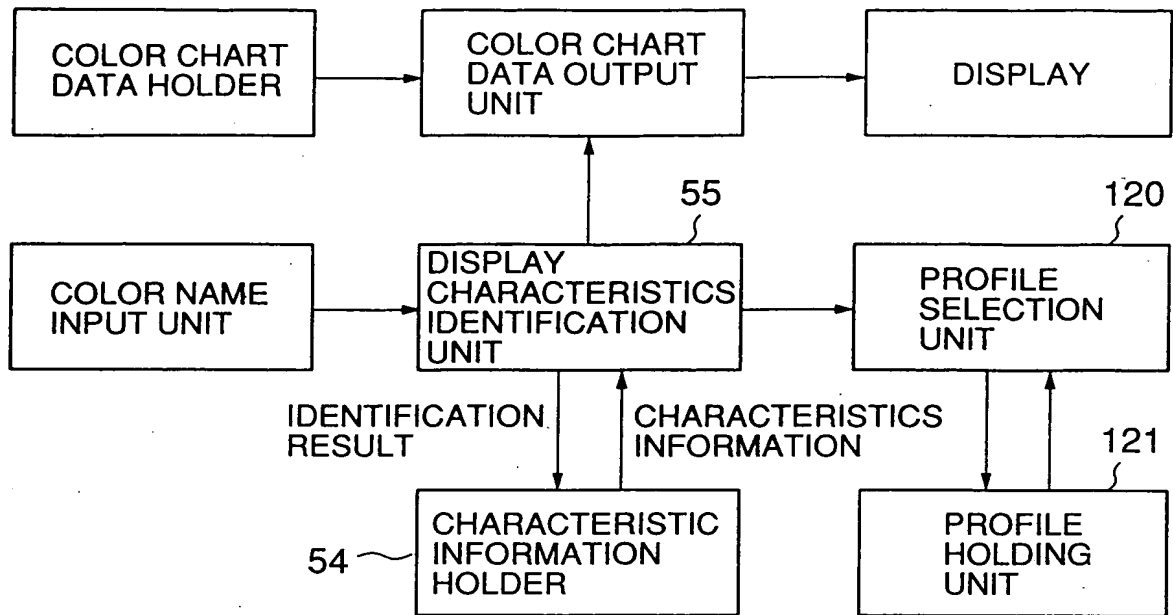 COLOR CHART
DATA HOLDER
COLOR CHART
DATA OUTPUT
UNIT
DISPLAY
55
120
COLOR NAME
INPUT UNIT
DISPLAY
CHARACTERISTICS
IDENTIFICATION
UNIT
PROFILE
SELECTION
UNIT
IDENTIFICATION
RESULT
CHARACTERISTICS
INFORMATION
121
54
CHARACTERISTIC
INFORMATION
HOLDER
PROFILE
HOLDING
UNIT